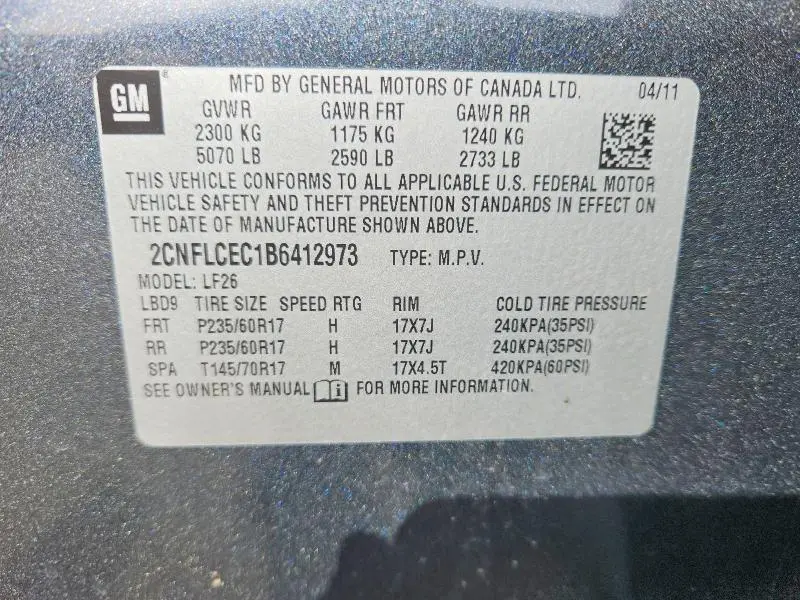 GM ® MFD BY GENERAL MOTORS OF CANADA LTD. 04/11
GVWR GAWR FRT GAWR RR
2300 KG 1175 KG 1240 KG
5070 LB 2590 LB 2733 LB
THIS VEHICLE CONFORMS TO ALL APPLICABLE U.S. FEDERAL MOTOR
VEHICLE SAFETY AND THEFT PREVENTION STANDARDS IN EFFECT ON
THE DATE OF MANUFACTURE SHOWN ABOVE.
2CNFLCEC1B6412973 TYPE: M.P.V.
MODEL: LF26
LBD9 TIRE SIZE SPEED RTG RIM COLD TIRE PRESSURE
FRT P235/60R17 H 17X7J 240KPA(35PSI)
RR P235/60R17 H 17X7J 240KPA(35PSI)
SPA T145/70R17 M 17X4.5T 420KPA(60PSI)
SEE OWNER'S MANUAL i FOR MORE INFORMATION.